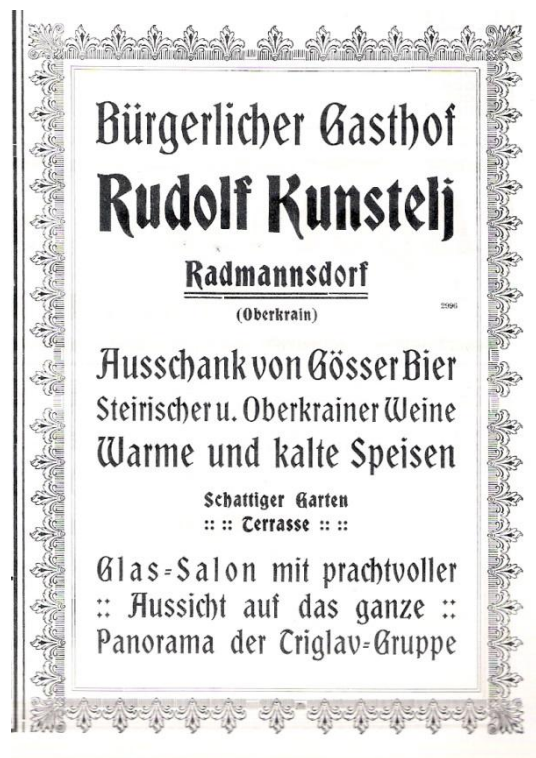 Bürgerlicher Gasthof
Rudolf Kunstelj
Radmannsdorf
(Oberkrain)
2996
Ausschank von Gösser Bier
Steirischer u. Oberkrainer Weine
Warme und kalte Speisen
Schattiger Garten
:: :: Terrasse :: ::
Glas=Salon mit prachtvoller
:: Aussicht auf das ganze ::
Panorama der Triglav=Gruppe